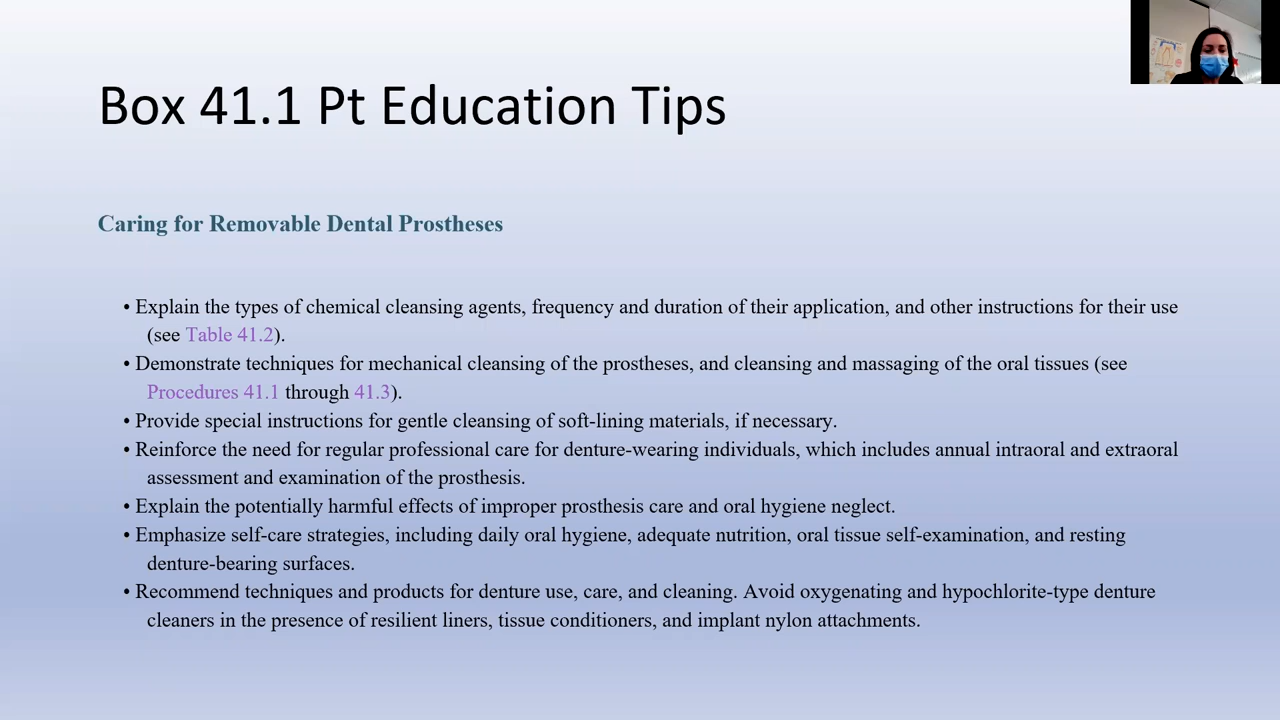 Box 41.1 Pt Education Tips
Caring for Removable Dental Prostheses
• Explain the types of chemical cleansing agents, frequency and duration of their application, and other instructions for their use
(see Table 41.2).
• Demonstrate techniques for mechanical cleansing of the prostheses, and cleansing and massaging of the oral tissues (see
Procedures 41.1 through 41.3).
• Provide special instructions for gentle cleansing of soft-lining materials, if necessary.
• Reinforce the need for regular professional care for denture-wearing individuals, which includes annual intraoral and extraoral
assessment and examination of the prosthesis.
• Explain the potentially harmful effects of improper prosthesis care and oral hygiene neglect.
• Emphasize self-care strategies, including daily oral hygiene, adequate nutrition, oral tissue self-examination, and resting
denture-bearing surfaces.
• Recommend techniques and products for denture use, care, and cleaning. Avoid oxygenating and hypochlorite-type denture
cleaners in the presence of resilient liners, tissue conditioners, and implant nylon attachments.